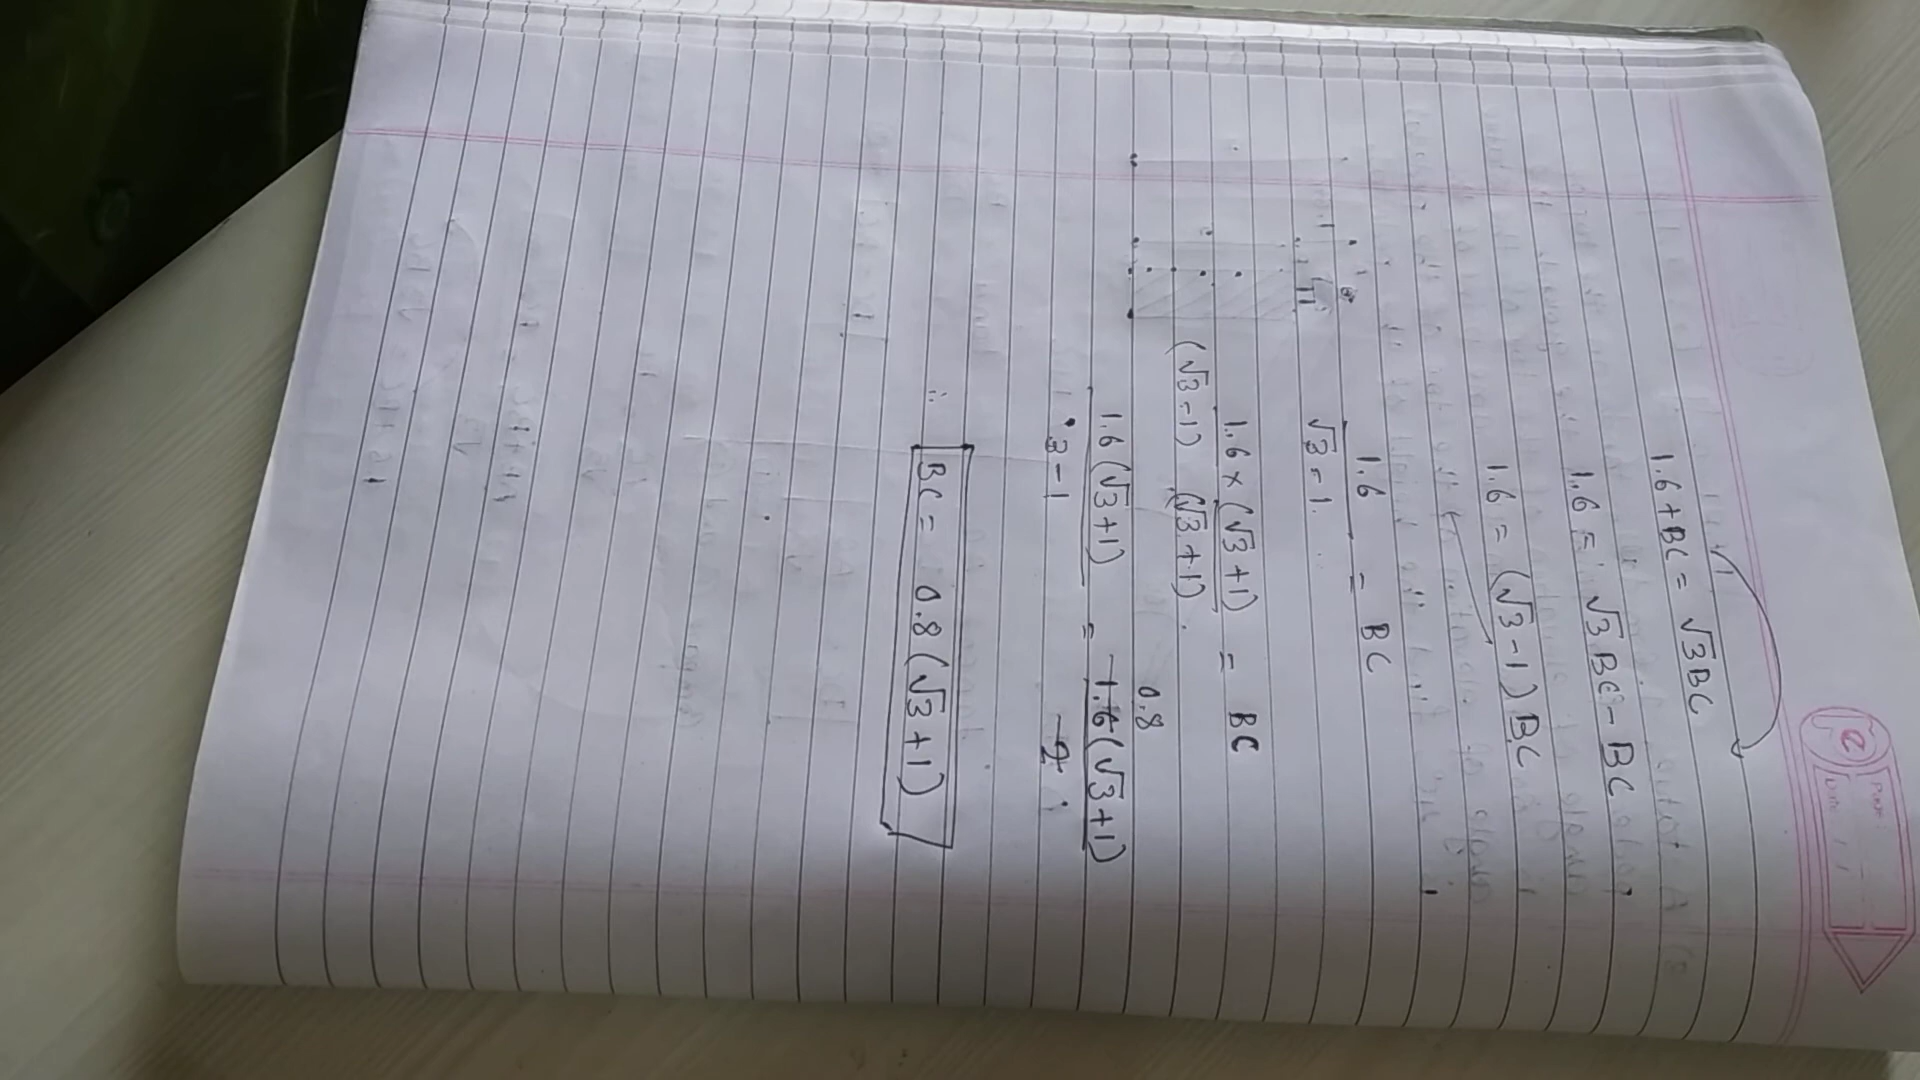 Page:
Date: / /
1.6 + BC = √3 BC
1.6 = √3 BC - BC
1.6 = (√3 - 1) BC
1.6 = BC
√3 - 1
1.6 × (√3 + 1) = BC
(√3 - 1) (√3 + 1)
0.8
1.6 (√3 + 1) = 1.6 (√3 + 1)
3 - 1 2
∴ BC = 0.8 (√3 + 1)